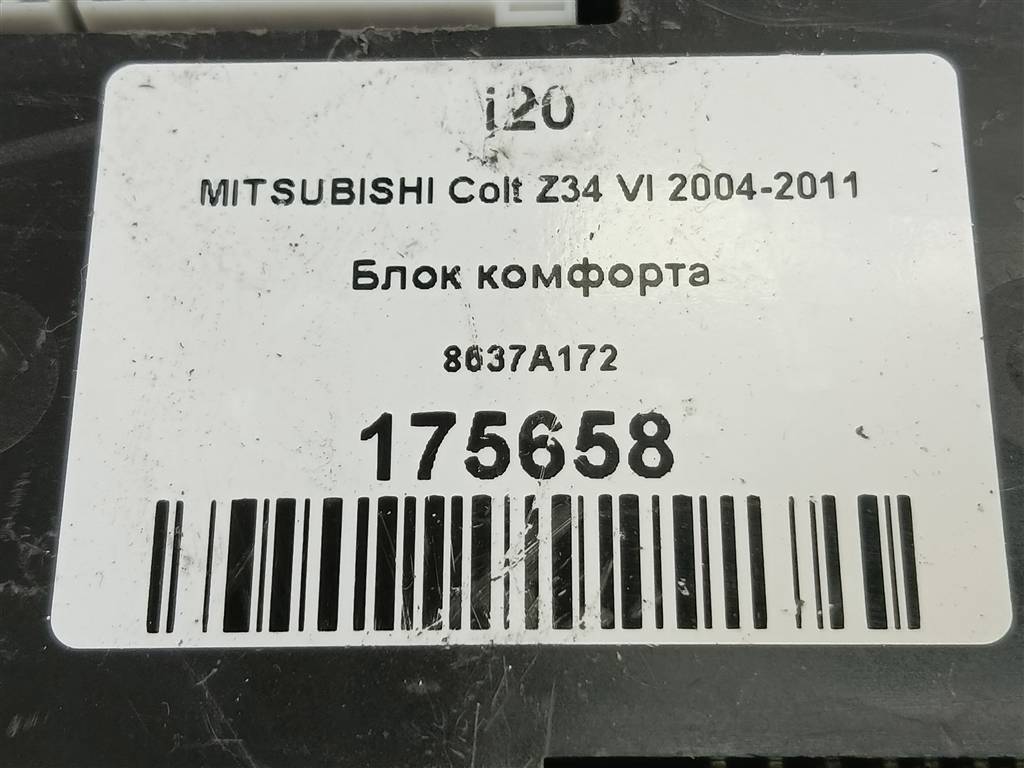 i20
MITSUBISHI Colt Z34 VI 2004-2011
Блок комфорта
8637A172
175658